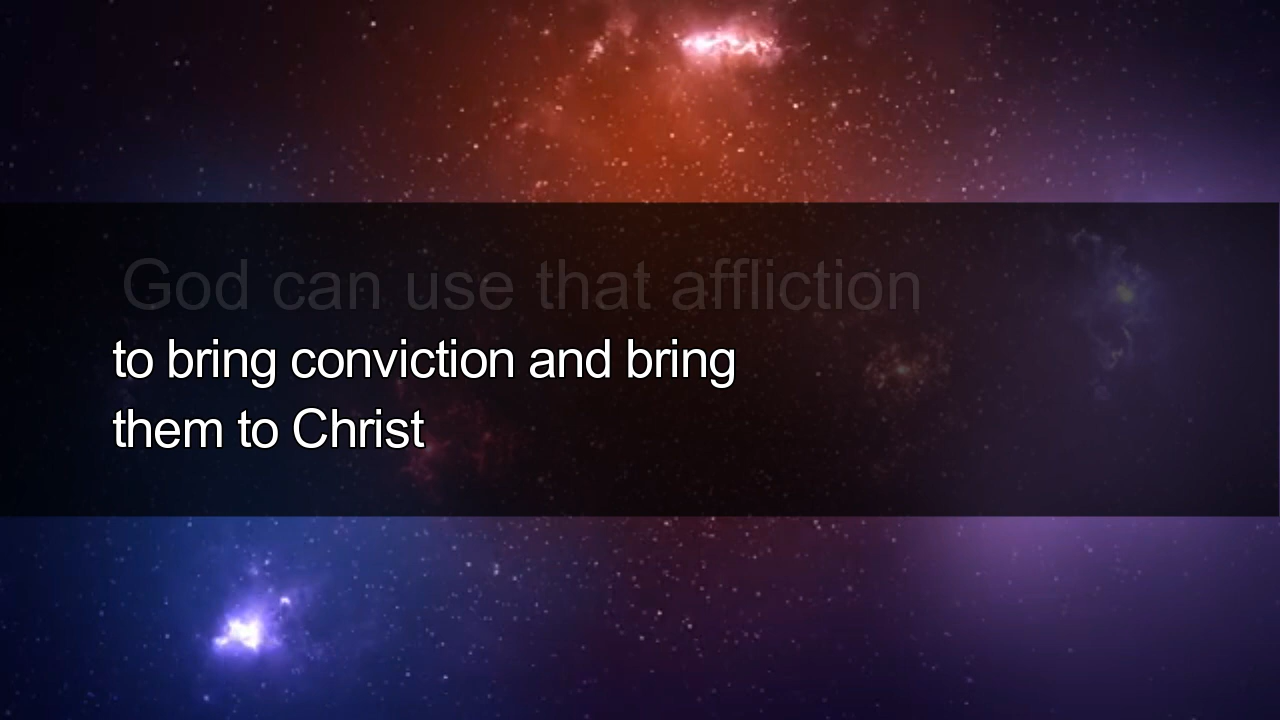 God can use that affliction
to bring conviction and bring
them to Christ